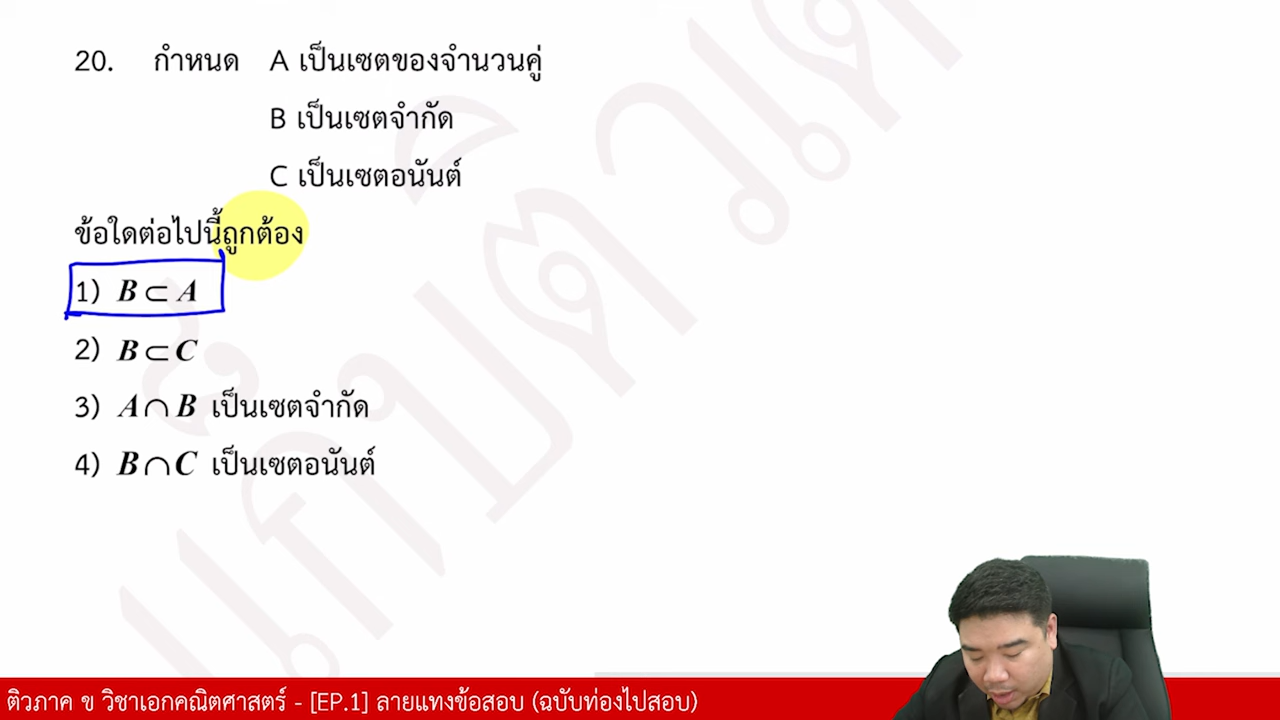 20. กำหนด A เป็นเซตของจำนวนคู่
B เป็นเซตจำกัด
C เป็นเซตอนันต์
ข้อใดต่อไปนี้ถูกต้อง
1) B ⊂ A
2) B ⊂ C
3) A ∩ B เป็นเซตจำกัด
4) B ∩ C เป็นเซตอนันต์
ติวภาค ข วิชาเอกคณิตศาสตร์ - [EP.1] ลายแทงข้อสอบ (ฉบับท่องไปสอบ)